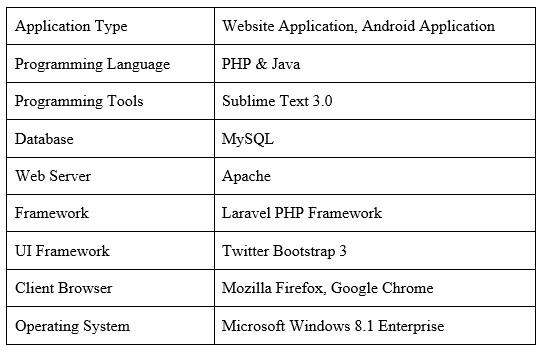 Application Type Website Application, Android Application
Programming Language PHP & Java
Programming Tools Sublime Text 3.0
Database MySQL
Web Server Apache
Framework Laravel PHP Framework
UI Framework Twitter Bootstrap 3
Client Browser Mozilla Firefox, Google Chrome
Operating System Microsoft Windows 8.1 Enterprise